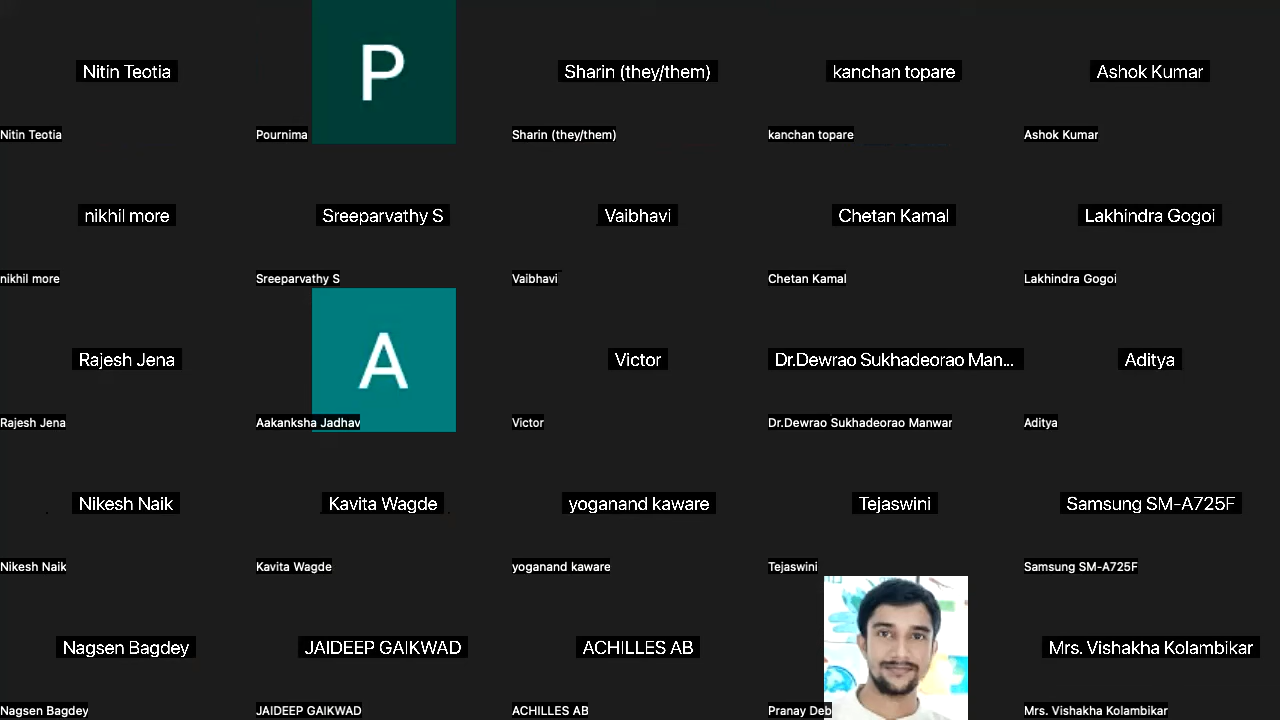 Nitin Teotia
P
Sharin (they/them)
kanchan topare
Ashok Kumar
Nitin Teotia
Pournima
Sharin (they/them)
kanchan topare
Ashok Kumar
nikhil more
Sreeparvathy S
Vaibhavi
Chetan Kamal
Lakhindra Gogoi
nikhil more
Sreeparvathy S
Vaibhavi
Chetan Kamal
Lakhindra Gogoi
Rajesh Jena
A
Victor
Dr.Dewrao Sukhadeorao Man...
Aditya
Rajesh Jena
Aakanksha Jadhav
Victor
Dr.Dewrao Sukhadeorao Manwar
Aditya
Nikesh Naik
Kavita Wagde
yoganand kaware
Tejaswini
Samsung SM-A725F
Nikesh Naik
Kavita Wagde
yoganand kaware
Tejaswini
Samsung SM-A725F
Nagsen Bagdey
JAIDEEP GAIKWAD
ACHILLES AB
Mrs. Vishakha Kolambikar
Nagsen Bagdey
JAIDEEP GAIKWAD
ACHILLES AB
Pranay Deb
Mrs. Vishakha Kolambikar